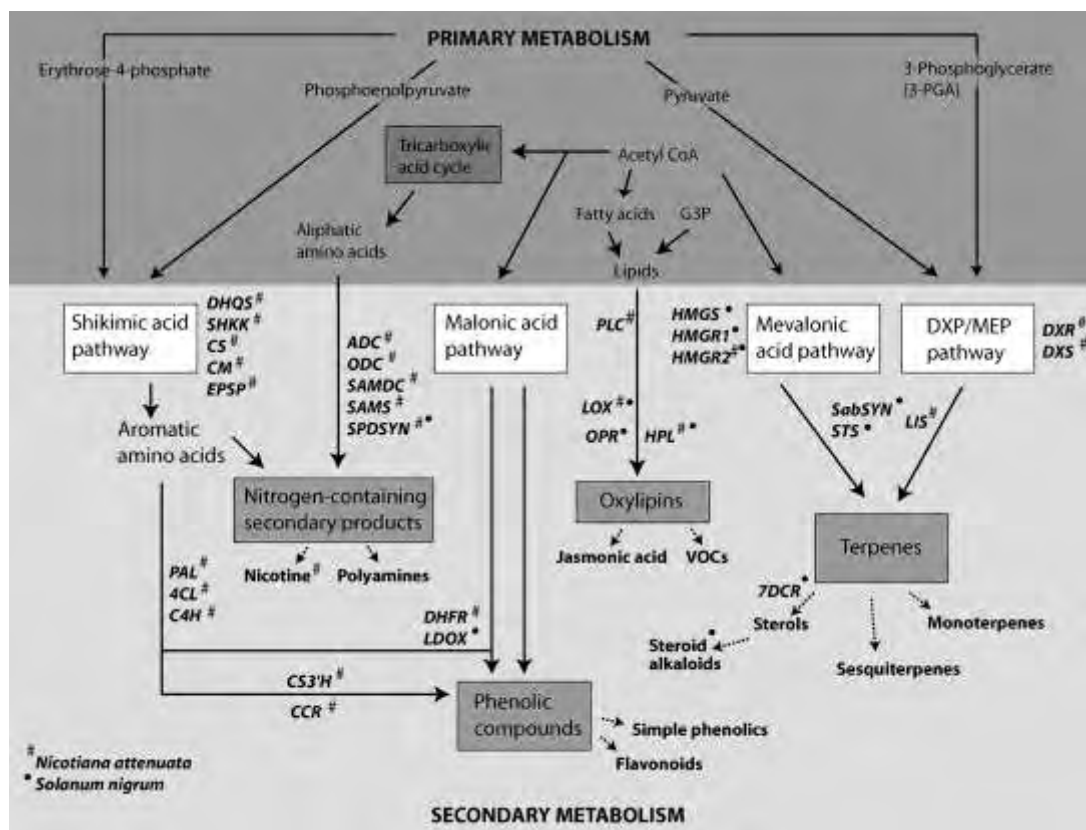 PRIMARY METABOLISM
Erythrose-4-phosphate
Phosphoenolpyruvate
Pyruvate
3-Phosphoglycerate
(3-PGA)
Tricarboxylic
acid cycle
Acetyl CoA
Fatty acids
G3P
Aliphatic
amino acids
Lipids
Shikimic acid
pathway
DHQS #
SHKK #
CS #
CM #
EPSP #
ADC #
ODC #
SAMDC #
SAMS #
SPDSYN #•
Malonic acid
pathway
PLC #
HMGS •
HMGR1 •
HMGR2 #•
Mevalonic
acid pathway
DXP/MEP
pathway
DXR #
DXS #
LOX #•
OPR •
HPL #•
SabSYN •
STS •
LIS #
Aromatic
amino acids
Nitrogen-containing
secondary products
Oxylipins
Terpenes
Nicotine #
Polyamines
Jasmonic acid
VOCs
PAL #
4CL #
C4H #
DHFR #
LDOX •
7DCR •
Sterols
Steroid •
alkaloids
Monoterpenes
Sesquiterpenes
CS3'H #
CCR #
Phenolic
compounds
Simple phenolics
Flavonoids
# Nicotiana attenuata
• Solanum nigrum
SECONDARY METABOLISM